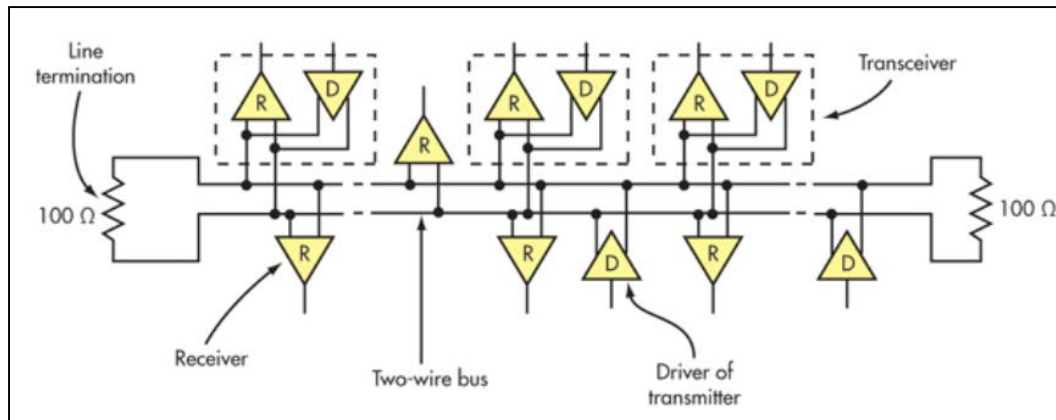 Line
termination
Transceiver
R
D
R
R
D
R
D
100 Ω
100 Ω
R
R
D
R
D
Receiver
Two-wire bus
Driver of
transmitter